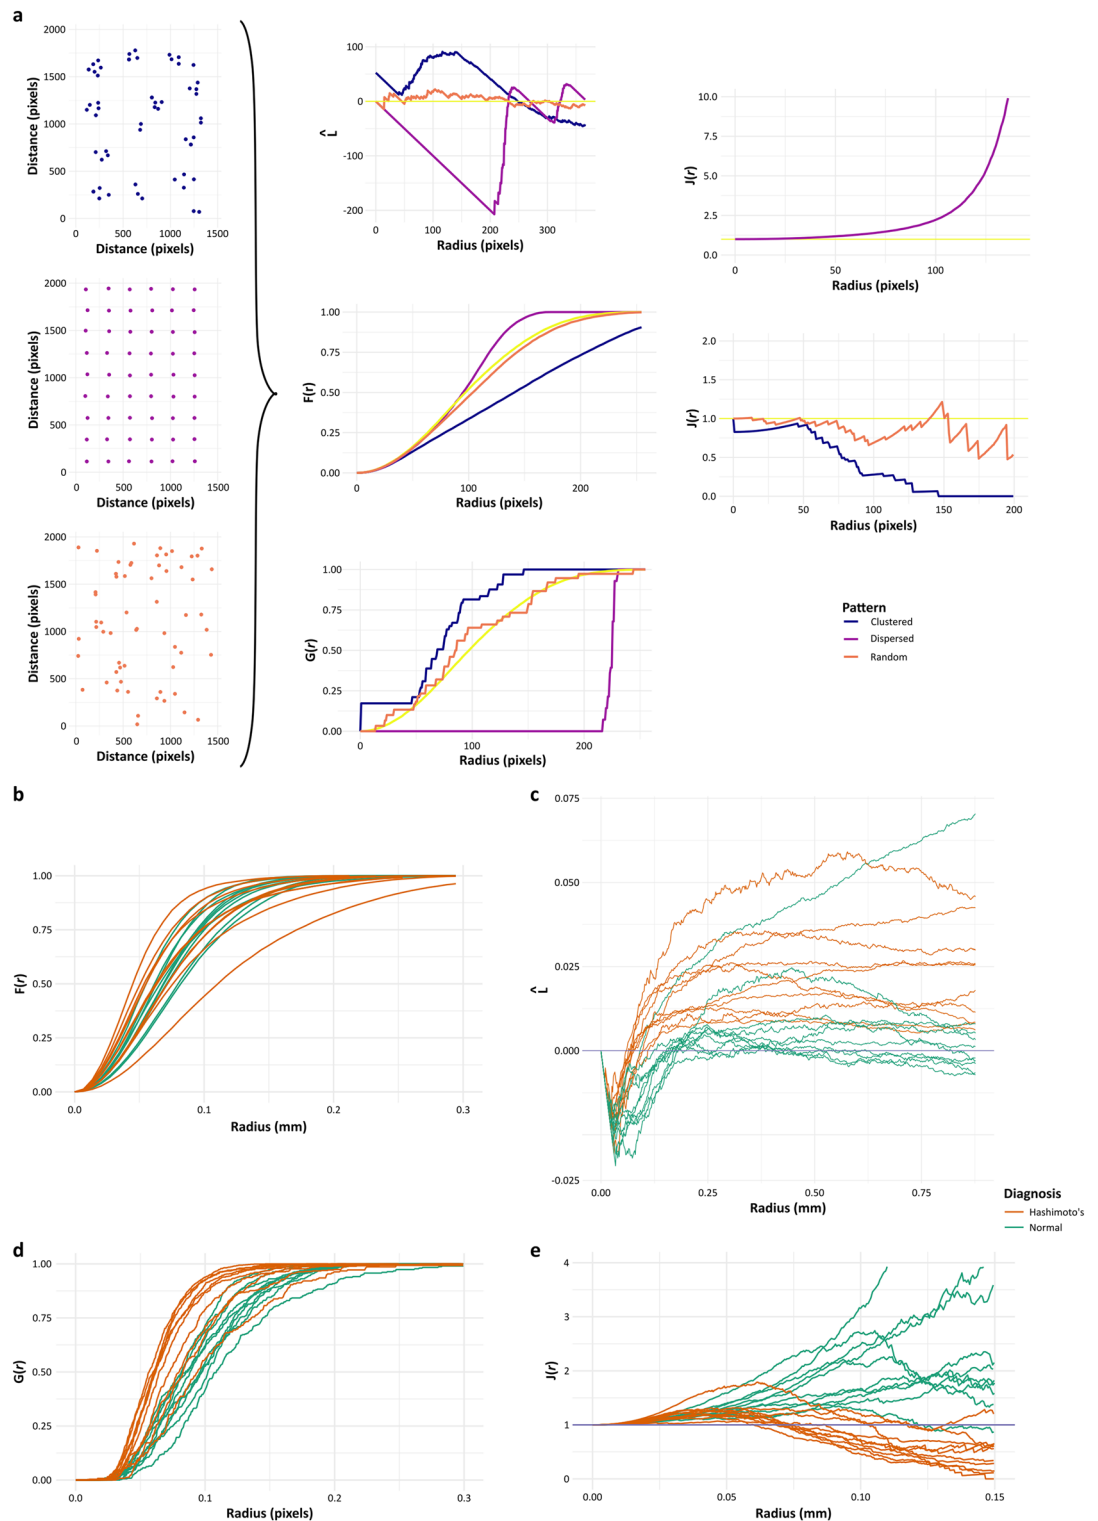 a
2000
1500
1000
500
0
0 500 1000 1500
Distance (pixels)
Distance (pixels)
2000
1500
1000
500
0
0 500 1000 1500
Distance (pixels)
Distance (pixels)
2000
1500
1000
500
0
0 500 1000 1500
Distance (pixels)
Distance (pixels)
100
0
-100
-200
0 100 200 300
L̂
Radius (pixels)
1.00
0.75
0.50
0.25
0.00
0 100 200
F(r)
Radius (pixels)
1.00
0.75
0.50
0.25
0.00
0 100 200
G(r)
Radius (pixels)
10.0
7.5
5.0
2.5
0.0
0 50 100
J(r)
Radius (pixels)
2.0
1.5
1.0
0.5
0.0
0 50 100 150 200
J(r)
Radius (pixels)
Pattern
Clustered
Dispersed
Random
b
1.00
0.75
0.50
0.25
0.00
0.0 0.1 0.2 0.3
F(r)
Radius (mm)
c
0.075
0.050
0.025
0.000
-0.025
0.00 0.25 0.50 0.75
L̂
Radius (mm)
Diagnosis
Hashimoto's
Normal
d
1.00
0.75
0.50
0.25
0.00
0.0 0.1 0.2 0.3
G(r)
Radius (pixels)
e
4
3
2
1
0
0.00 0.05 0.10 0.15
J(r)
Radius (mm)